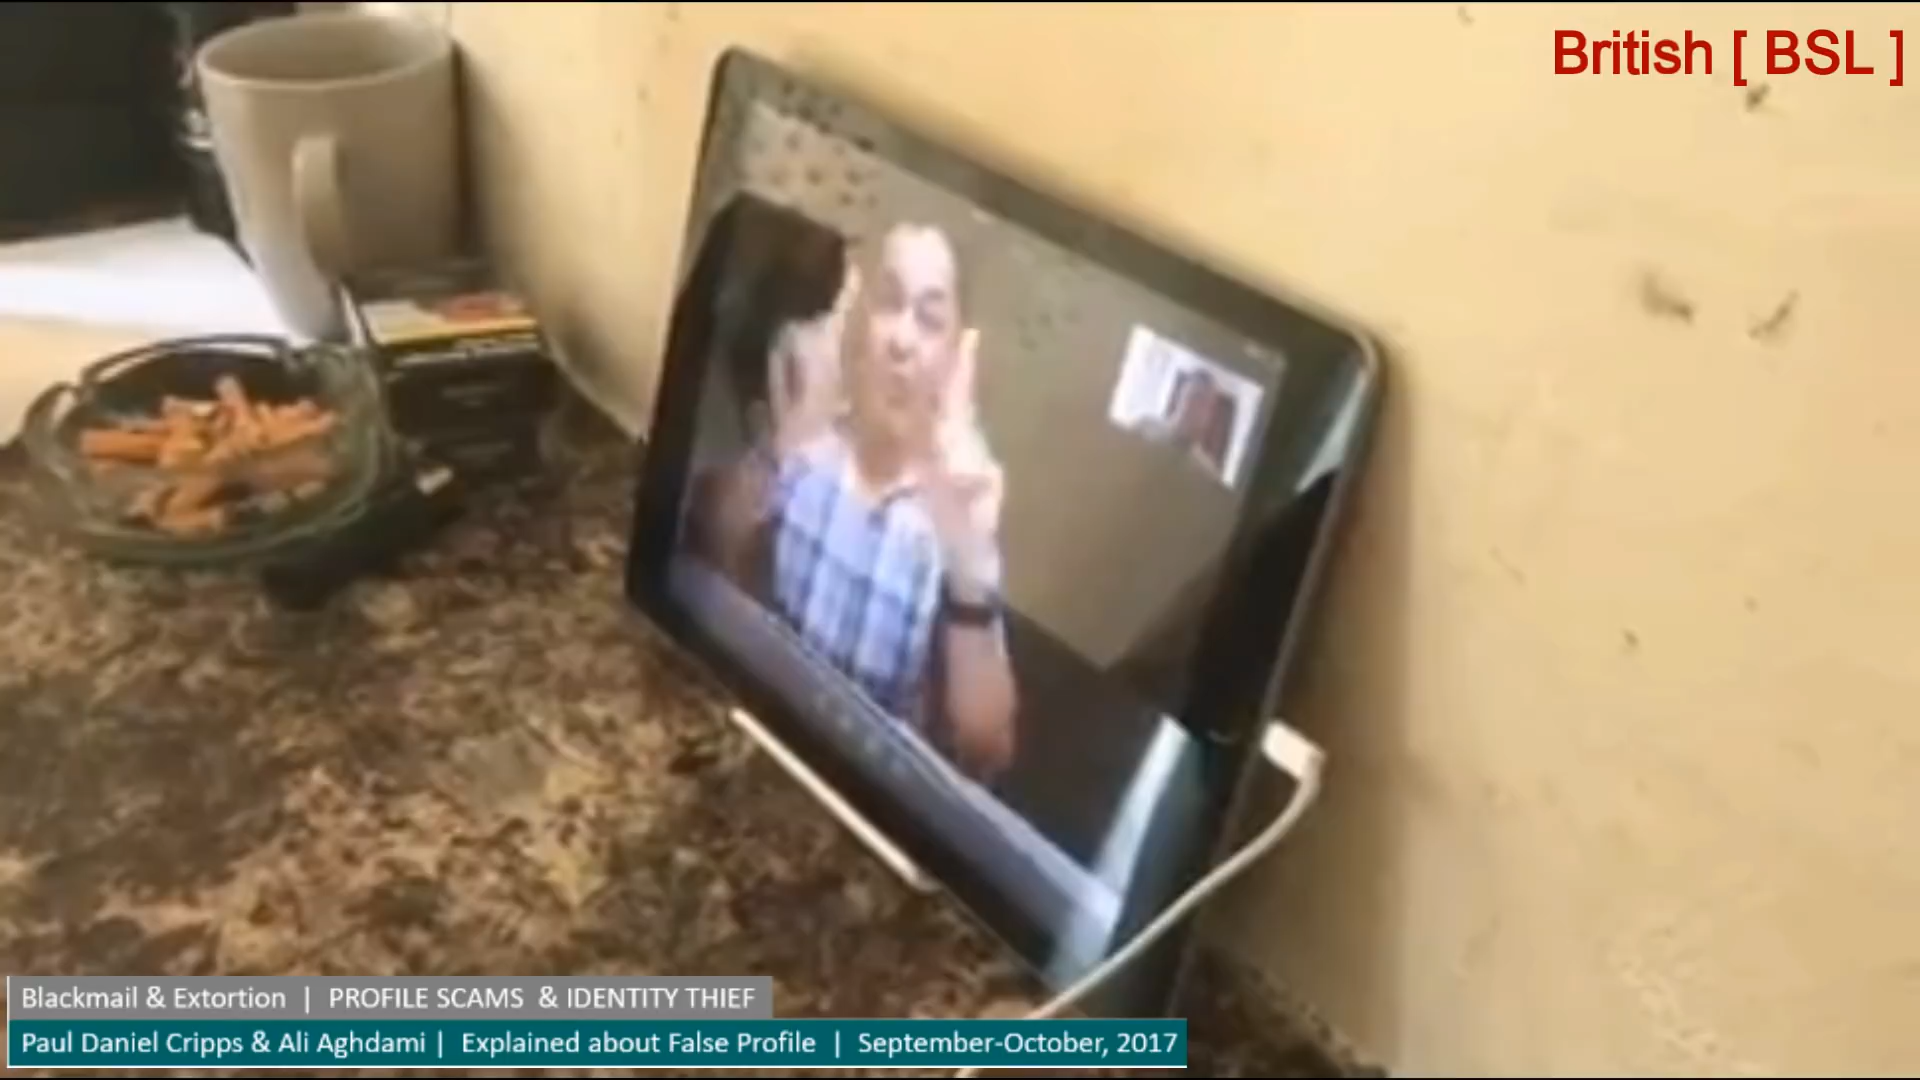 British [ BSL ]
Blackmail & Extortion | PROFILE SCAMS & IDENTITY THIEF
Paul Daniel Cripps & Ali Aghdami | Explained about False Profile | September-October, 2017